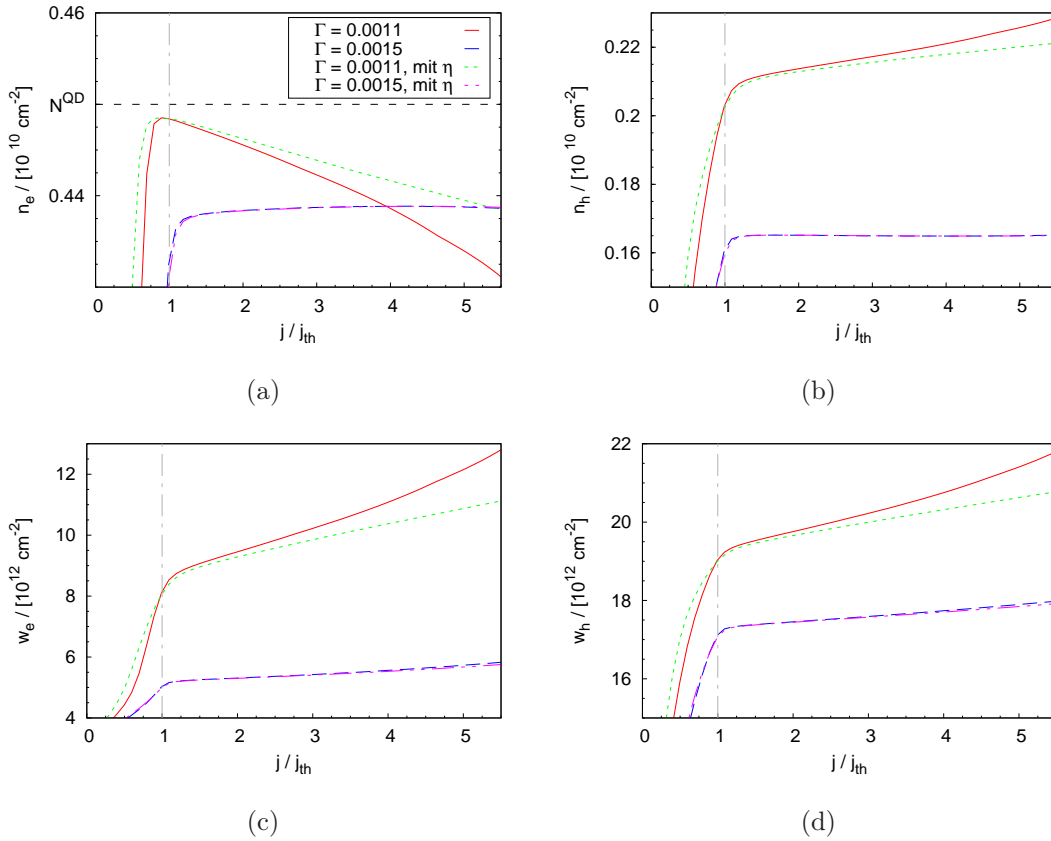 0.46
N^QD
0.44
n_e / [10^10 cm^-2]
Γ = 0.0011
Γ = 0.0015
Γ = 0.0011, mit η
Γ = 0.0015, mit η
0 1 2 3 4 5
j / j_th
(a)
0.22
0.2
0.18
0.16
n_h / [10^10 cm^-2]
0 1 2 3 4 5
j / j_th
(b)
12
10
8
6
4
w_e / [10^12 cm^-2]
0 1 2 3 4 5
j / j_th
(c)
22
20
18
16
w_h / [10^12 cm^-2]
0 1 2 3 4 5
j / j_th
(d)